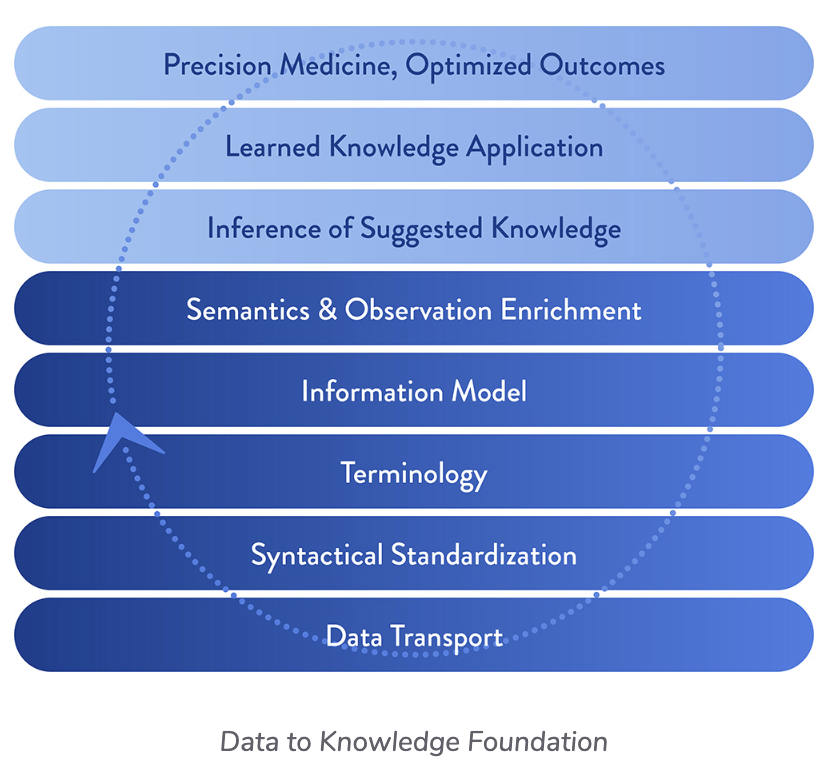 Precision Medicine, Optimized Outcomes
Learned Knowledge Application
Inference of Suggested Knowledge
Semantics & Observation Enrichment
Information Model
Terminology
Syntactical Standardization
Data Transport
Data to Knowledge Foundation